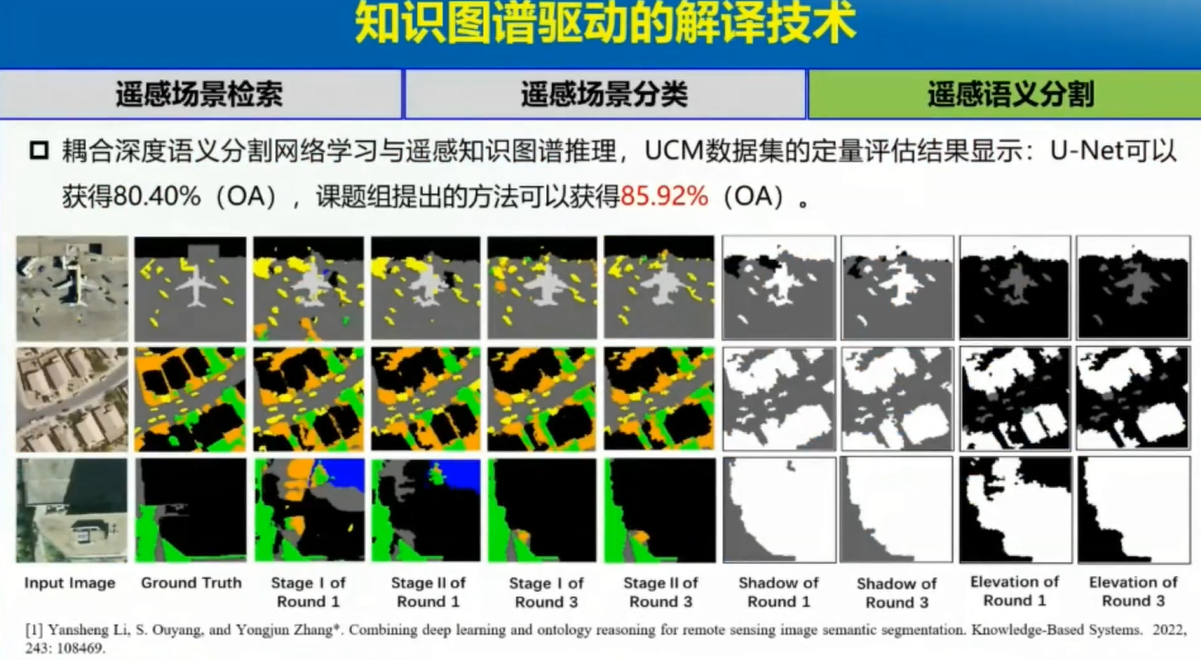 知识图谱驱动的解译技术
遥感场景检索
遥感场景分类
遥感语义分割
耦合深度语义分割网络学习与遥感知识图谱推理，UCM数据集的定量评估结果显示：U-Net可以
获得80.40%（OA），课题组提出的方法可以获得85.92%（OA）。
Input Image
Ground Truth
Stage I of
Round 1
Stage II of
Round 1
Stage I of
Round 3
Stage II of
Round 3
Shadow of
Round 1
Shadow of
Round 3
Elevation of
Round 1
Elevation of
Round 3
[1] Yansheng Li, S. Ouyang, and Yongjun Zhang*. Combining deep learning and ontology reasoning for remote sensing image semantic segmentation. Knowledge-Based Systems. 2022,
243: 108469.